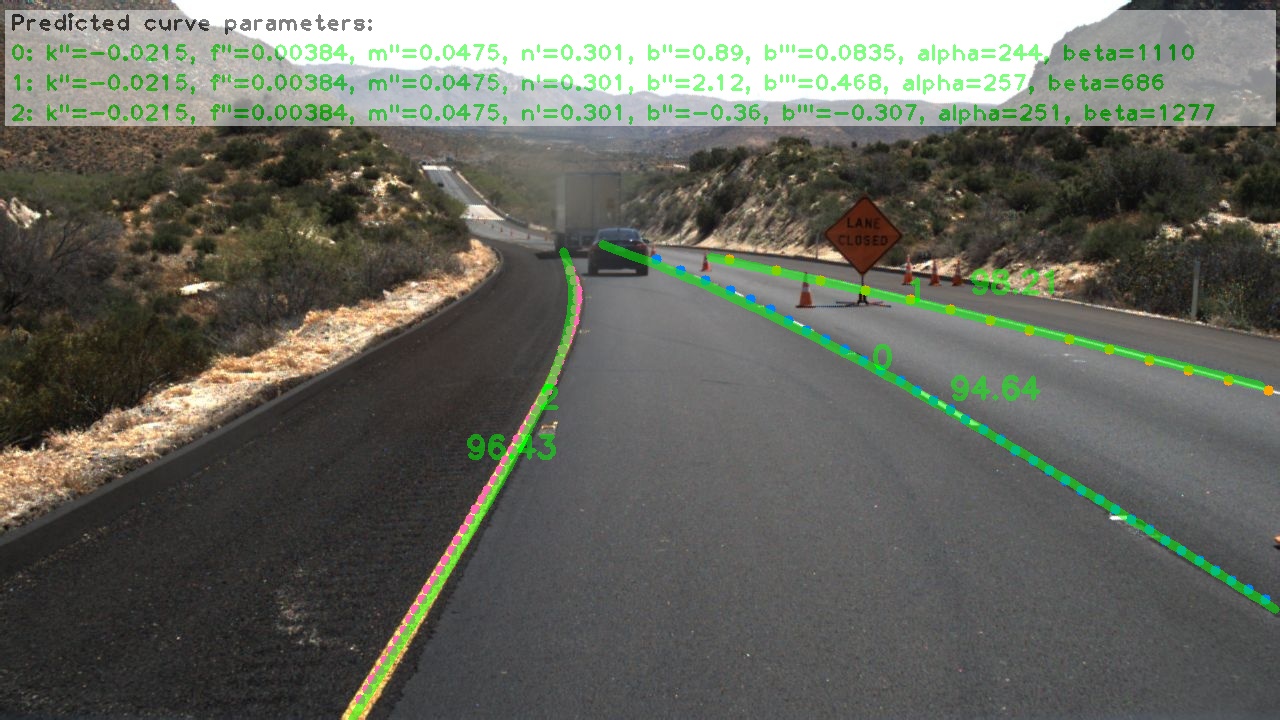 Predicted curve parameters:
0: k''=-0.0215, f''=0.00384, m''=0.0475, n'=0.301, b''=0.89, b'''=0.0835, alpha=244, beta=1110
1: k''=-0.0215, f''=0.00384, m''=0.0475, n'=0.301, b''=2.12, b'''=0.468, alpha=257, beta=686
2: k''=-0.0215, f''=0.00384, m''=0.0475, n'=0.301, b''=-0.36, b'''=-0.307, alpha=251, beta=1277
LANE
CLOSED
1
98.21
0
94.64
2
96.43